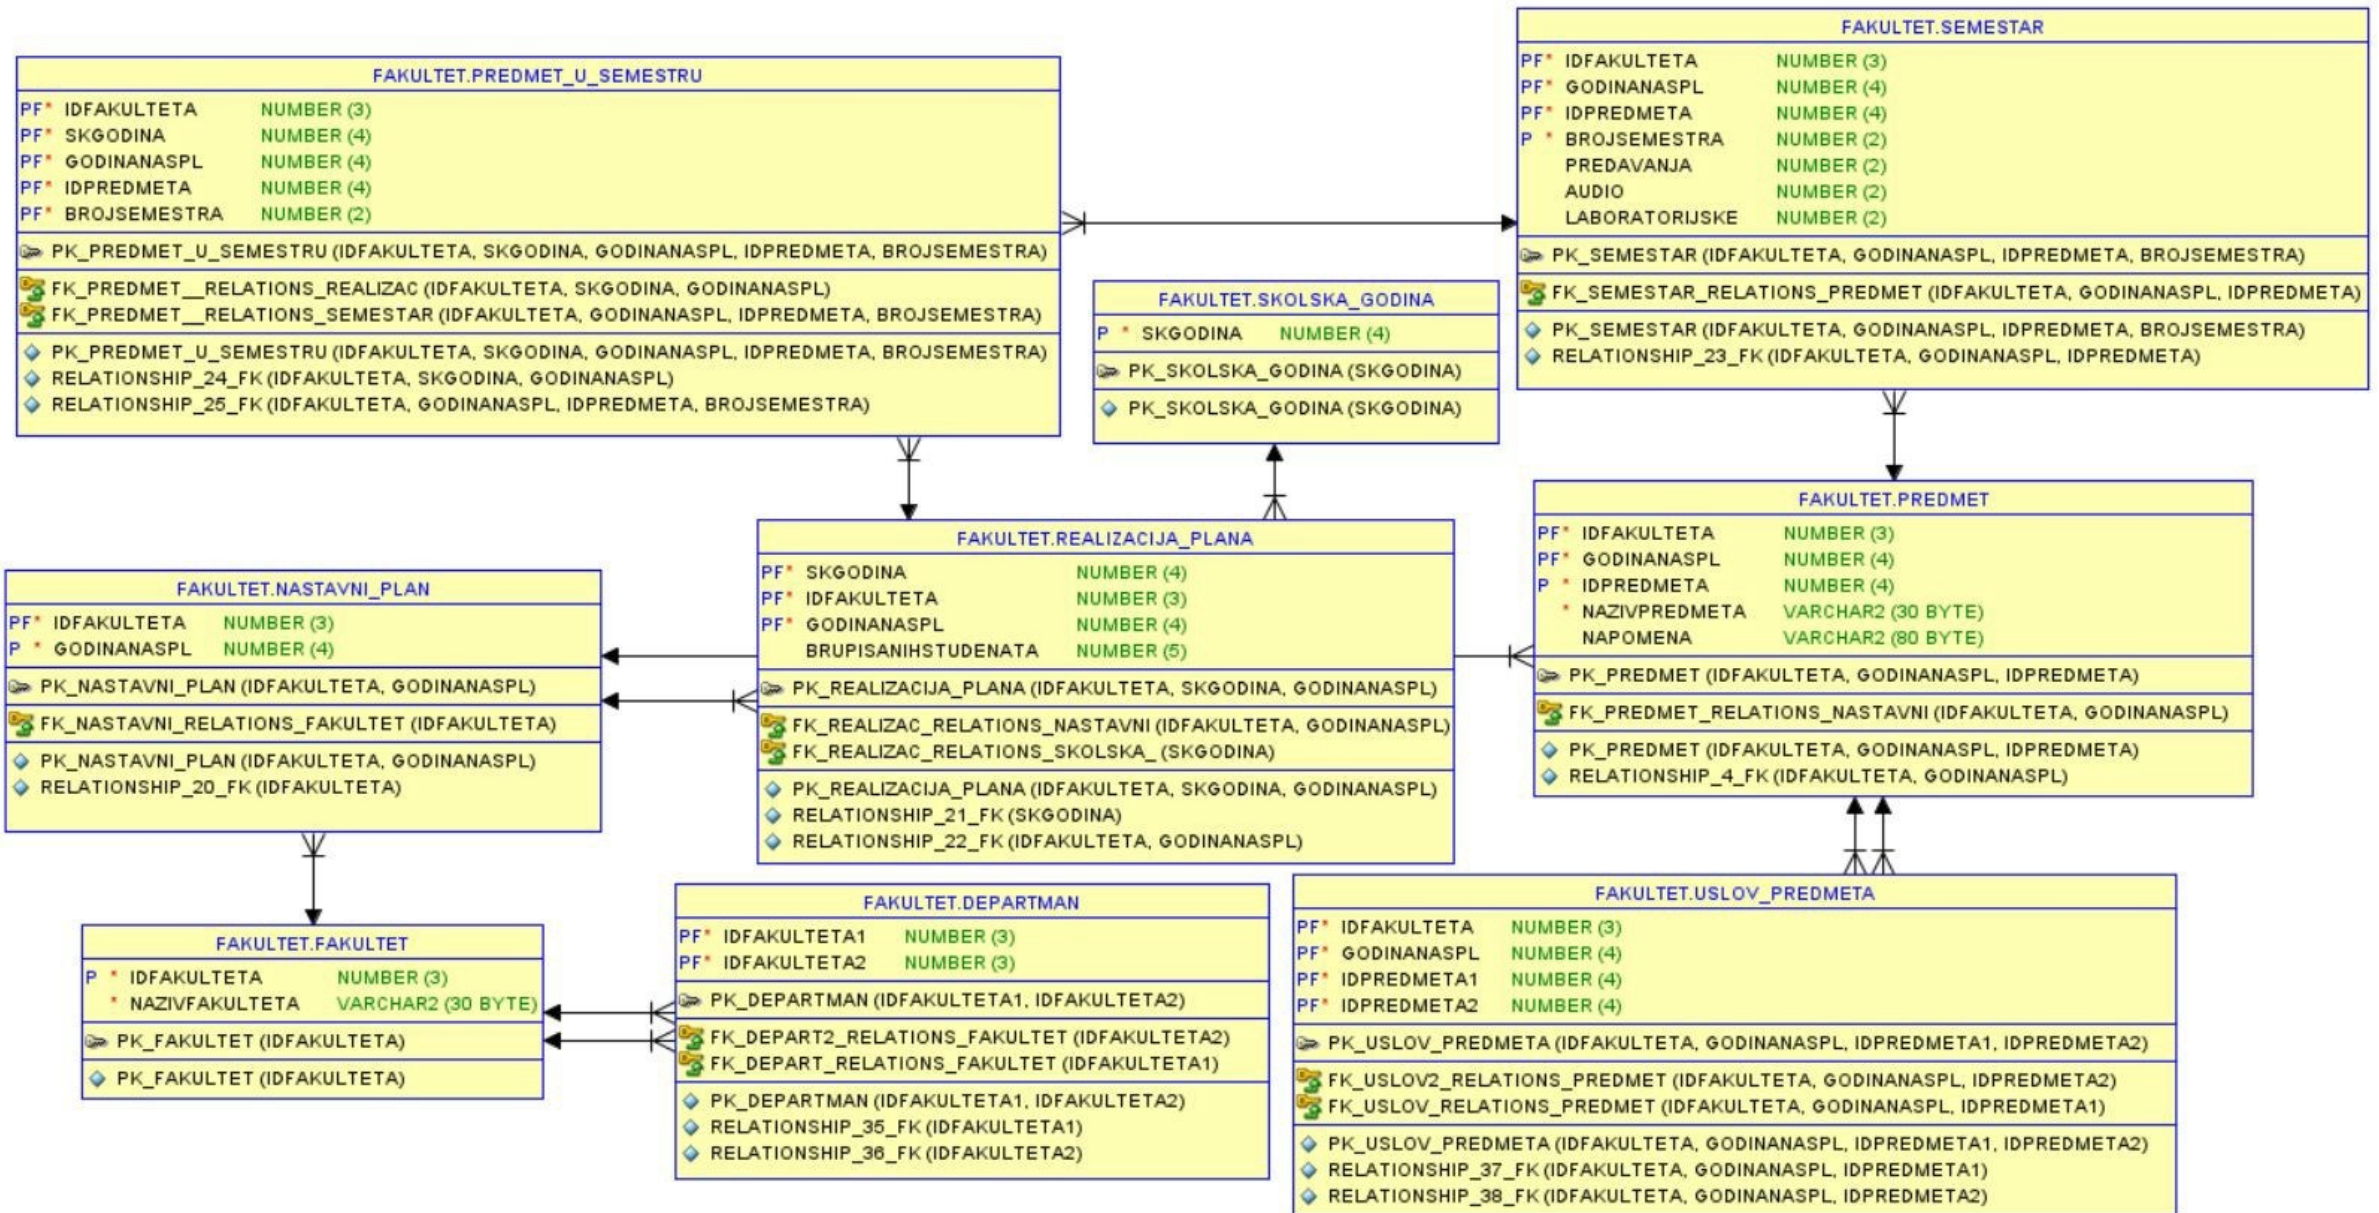 FAKULTET.PREDMET_U_SEMESTRU
PF* IDFAKULTETA NUMBER (3)
PF* SKGODINA NUMBER (4)
PF* GODINANASPL NUMBER (4)
PF* IDPREDMETA NUMBER (4)
PF* BROJSEMESTRA NUMBER (2)
PK_PREDMET_U_SEMESTRU (IDFAKULTETA, SKGODINA, GODINANASPL, IDPREDMETA, BROJSEMESTRA)
FK_PREDMET__RELATIONS_REALIZAC (IDFAKULTETA, SKGODINA, GODINANASPL)
FK_PREDMET__RELATIONS_SEMESTAR (IDFAKULTETA, GODINANASPL, IDPREDMETA, BROJSEMESTRA)
PK_PREDMET_U_SEMESTRU (IDFAKULTETA, SKGODINA, GODINANASPL, IDPREDMETA, BROJSEMESTRA)
RELATIONSHIP_24_FK (IDFAKULTETA, SKGODINA, GODINANASPL)
RELATIONSHIP_25_FK (IDFAKULTETA, GODINANASPL, IDPREDMETA, BROJSEMESTRA)
FAKULTET.SEMESTAR
PF* IDFAKULTETA NUMBER (3)
PF* GODINANASPL NUMBER (4)
PF* IDPREDMETA NUMBER (4)
P * BROJSEMESTRA NUMBER (2)
PREDAVANJA NUMBER (2)
AUDIO NUMBER (2)
LABORATORIJSKE NUMBER (2)
PK_SEMESTAR (IDFAKULTETA, GODINANASPL, IDPREDMETA, BROJSEMESTRA)
FK_SEMESTAR_RELATIONS_PREDMET (IDFAKULTETA, GODINANASPL, IDPREDMETA)
PK_SEMESTAR (IDFAKULTETA, GODINANASPL, IDPREDMETA, BROJSEMESTRA)
RELATIONSHIP_23_FK (IDFAKULTETA, GODINANASPL, IDPREDMETA)
FAKULTET.SKOLSKA_GODINA
P * SKGODINA NUMBER (4)
PK_SKOLSKA_GODINA (SKGODINA)
PK_SKOLSKA_GODINA (SKGODINA)
FAKULTET.NASTAVNI_PLAN
PF* IDFAKULTETA NUMBER (3)
P * GODINANASPL NUMBER (4)
PK_NASTAVNI_PLAN (IDFAKULTETA, GODINANASPL)
FK_NASTAVNI_RELATIONS_FAKULTET (IDFAKULTETA)
PK_NASTAVNI_PLAN (IDFAKULTETA, GODINANASPL)
RELATIONSHIP_20_FK (IDFAKULTETA)
FAKULTET.REALIZACIJA_PLANA
PF* SKGODINA NUMBER (4)
PF* IDFAKULTETA NUMBER (3)
PF* GODINANASPL NUMBER (4)
BRUPISANIHSTUDENATA NUMBER (5)
PK_REALIZACIJA_PLANA (IDFAKULTETA, SKGODINA, GODINANASPL)
FK_REALIZAC_RELATIONS_NASTAVNI (IDFAKULTETA, GODINANASPL)
FK_REALIZAC_RELATIONS_SKOLSKA_ (SKGODINA)
PK_REALIZACIJA_PLANA (IDFAKULTETA, SKGODINA, GODINANASPL)
RELATIONSHIP_21_FK (SKGODINA)
RELATIONSHIP_22_FK (IDFAKULTETA, GODINANASPL)
FAKULTET.PREDMET
PF* IDFAKULTETA NUMBER (3)
PF* GODINANASPL NUMBER (4)
P * IDPREDMETA NUMBER (4)
* NAZIVPREDMETA VARCHAR2 (30 BYTE)
NAPOMENA VARCHAR2 (80 BYTE)
PK_PREDMET (IDFAKULTETA, GODINANASPL, IDPREDMETA)
FK_PREDMET_RELATIONS_NASTAVNI (IDFAKULTETA, GODINANASPL)
PK_PREDMET (IDFAKULTETA, GODINANASPL, IDPREDMETA)
RELATIONSHIP_4_FK (IDFAKULTETA, GODINANASPL)
FAKULTET.FAKULTET
P * IDFAKULTETA NUMBER (3)
* NAZIVFAKULTETA VARCHAR2 (30 BYTE)
PK_FAKULTET (IDFAKULTETA)
PK_FAKULTET (IDFAKULTETA)
FAKULTET.DEPARTMAN
PF* IDFAKULTETA1 NUMBER (3)
PF* IDFAKULTETA2 NUMBER (3)
PK_DEPARTMAN (IDFAKULTETA1, IDFAKULTETA2)
FK_DEPART2_RELATIONS_FAKULTET (IDFAKULTETA2)
FK_DEPART_RELATIONS_FAKULTET (IDFAKULTETA1)
PK_DEPARTMAN (IDFAKULTETA1, IDFAKULTETA2)
RELATIONSHIP_35_FK (IDFAKULTETA1)
RELATIONSHIP_36_FK (IDFAKULTETA2)
FAKULTET.USLOV_PREDMETA
PF* IDFAKULTETA NUMBER (3)
PF* GODINANASPL NUMBER (4)
PF* IDPREDMETA1 NUMBER (4)
PF* IDPREDMETA2 NUMBER (4)
PK_USLOV_PREDMETA (IDFAKULTETA, GODINANASPL, IDPREDMETA1, IDPREDMETA2)
FK_USLOV2_RELATIONS_PREDMET (IDFAKULTETA, GODINANASPL, IDPREDMETA2)
FK_USLOV_RELATIONS_PREDMET (IDFAKULTETA, GODINANASPL, IDPREDMETA1)
PK_USLOV_PREDMETA (IDFAKULTETA, GODINANASPL, IDPREDMETA1, IDPREDMETA2)
RELATIONSHIP_37_FK (IDFAKULTETA, GODINANASPL, IDPREDMETA1)
RELATIONSHIP_38_FK (IDFAKULTETA, GODINANASPL, IDPREDMETA2)